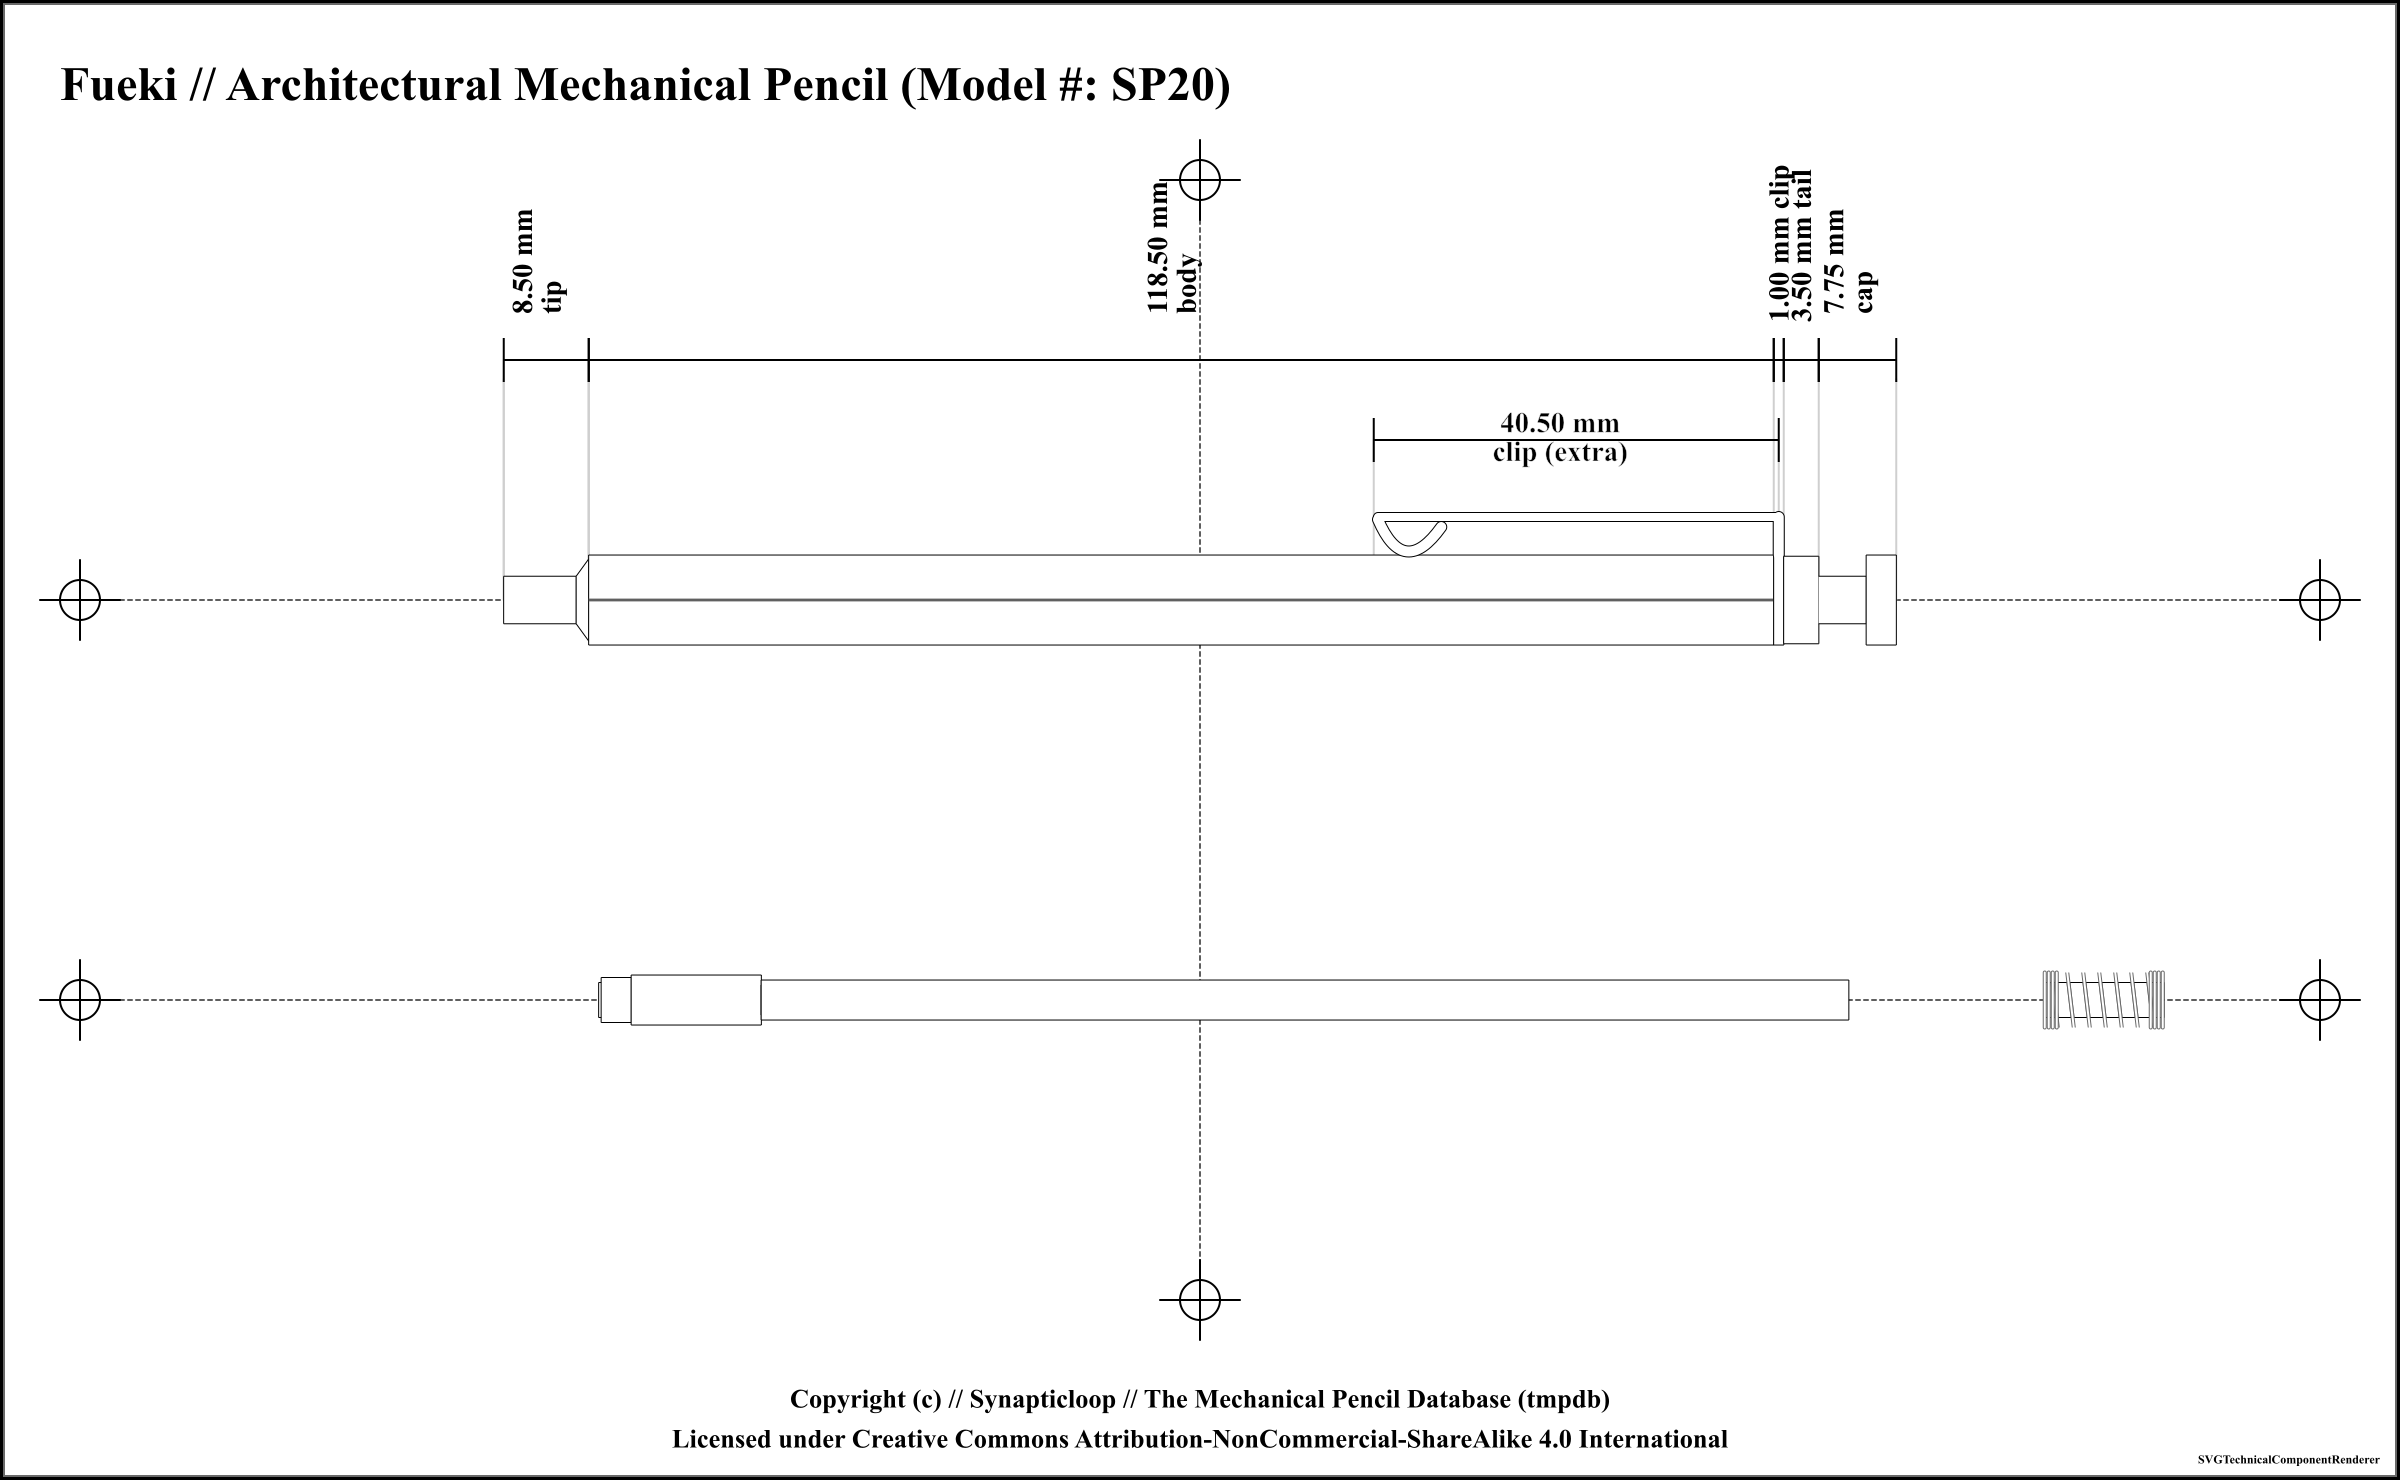 Fueki // Architectural Mechanical Pencil (Model #: SP20)
8.50 mm
tip
118.50 mm
body
1.00 mm clip
3.50 mm tail
7.75 mm
cap
40.50 mm
clip (extra)
Copyright (c) // Synapticloop // The Mechanical Pencil Database (tmpdb)
Licensed under Creative Commons Attribution-NonCommercial-ShareAlike 4.0 International
SVGTechnicalComponentRenderer